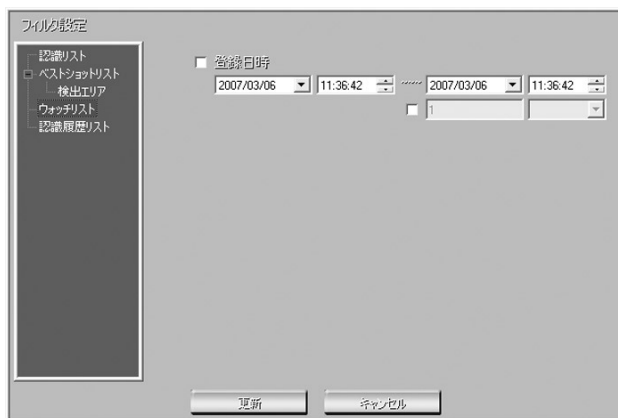 フィルタ設定
認識リスト
ベストショットリスト
検出エリア
ウォッチリスト
認識履歴リスト
登録日時
2007/03/06 11:36:42 ~~~ 2007/03/06 11:36:42
1
更新 キャンセル